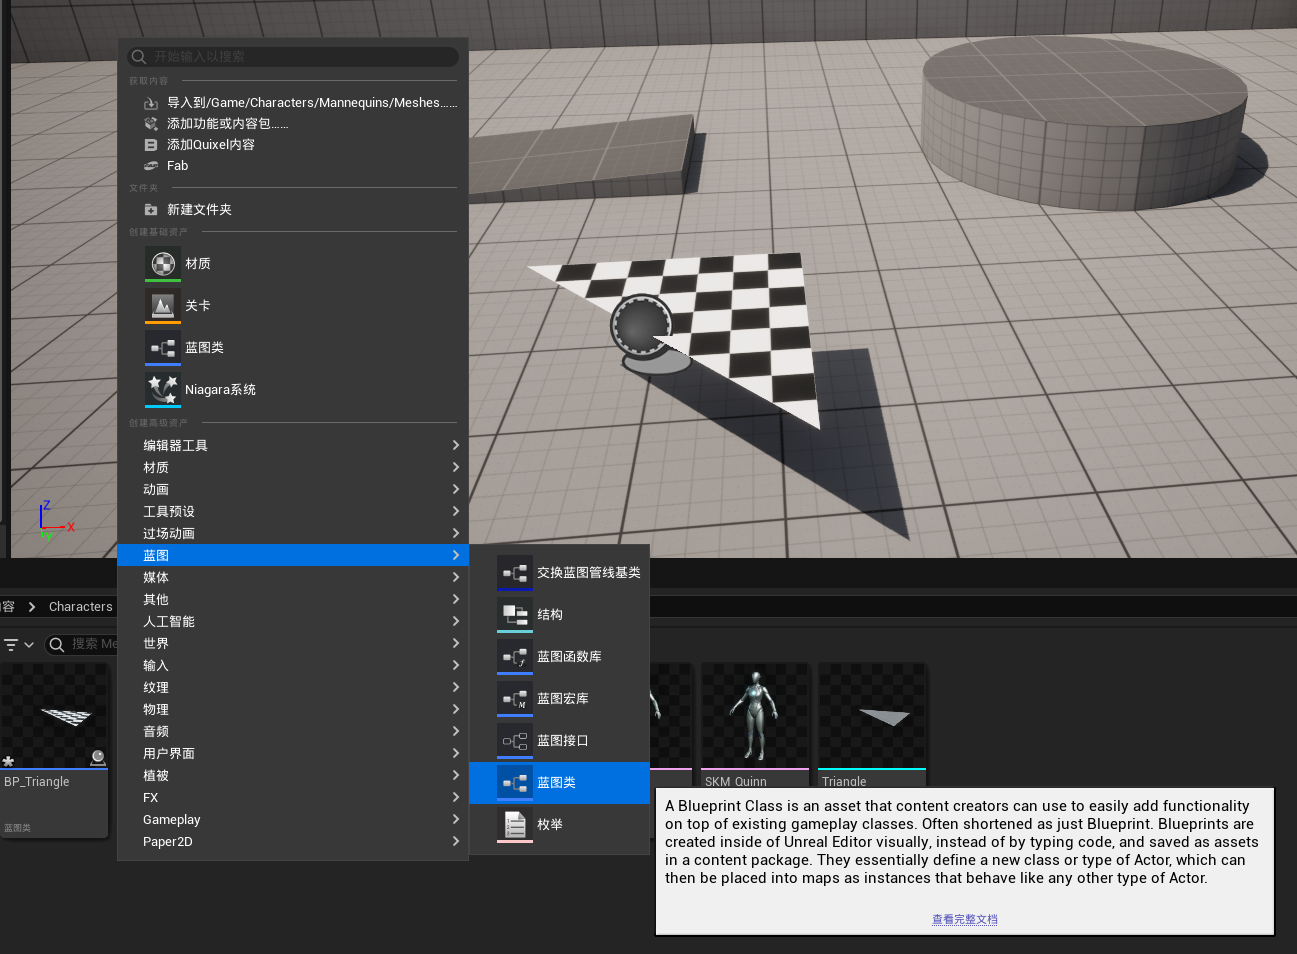 开始输入以搜索
获取内容
导入到/Game/Characters/Mannequins/Meshes……
添加功能或内容包……
添加Quixel内容
Fab
文件夹
新建文件夹
创建基础资产
材质
关卡
蓝图类
Niagara系统
创建高级资产
编辑器工具
材质
动画
工具预设
过场动画
蓝图
媒体
其他
人工智能
世界
输入
纹理
物理
音频
用户界面
植被
FX
Gameplay
Paper2D
交换蓝图管线基类
结构
蓝图函数库
蓝图宏库
蓝图接口
蓝图类
枚举
Z
X
Y
容
Characters
搜索 Me
BP_Triangle
蓝图类
SKM_Quinn
Triangle
A Blueprint Class is an asset that content creators can use to easily add functionality
on top of existing gameplay classes. Often shortened as just Blueprint. Blueprints are
created inside of Unreal Editor visually, instead of by typing code, and saved as assets
in a content package. They essentially define a new class or type of Actor, which can
then be placed into maps as instances that behave like any other type of Actor.
查看完整文档